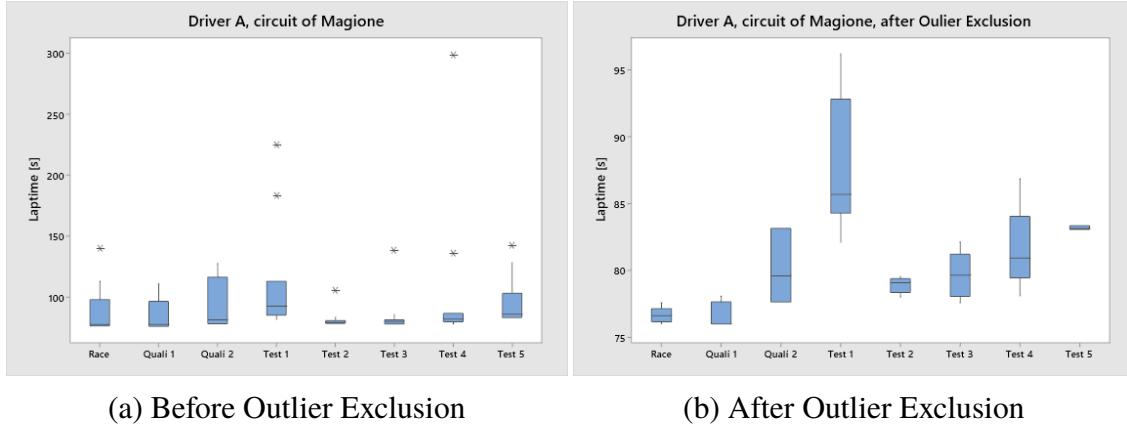 Driver A, circuit of Magione
Laptime [s]
300
250
200
150
100
Race Quali 1 Quali 2 Test 1 Test 2 Test 3 Test 4 Test 5
(a) Before Outlier Exclusion
Driver A, circuit of Magione, after Oulier Exclusion
Laptime [s]
95
90
85
80
75
Race Quali 1 Quali 2 Test 1 Test 2 Test 3 Test 4 Test 5
(b) After Outlier Exclusion